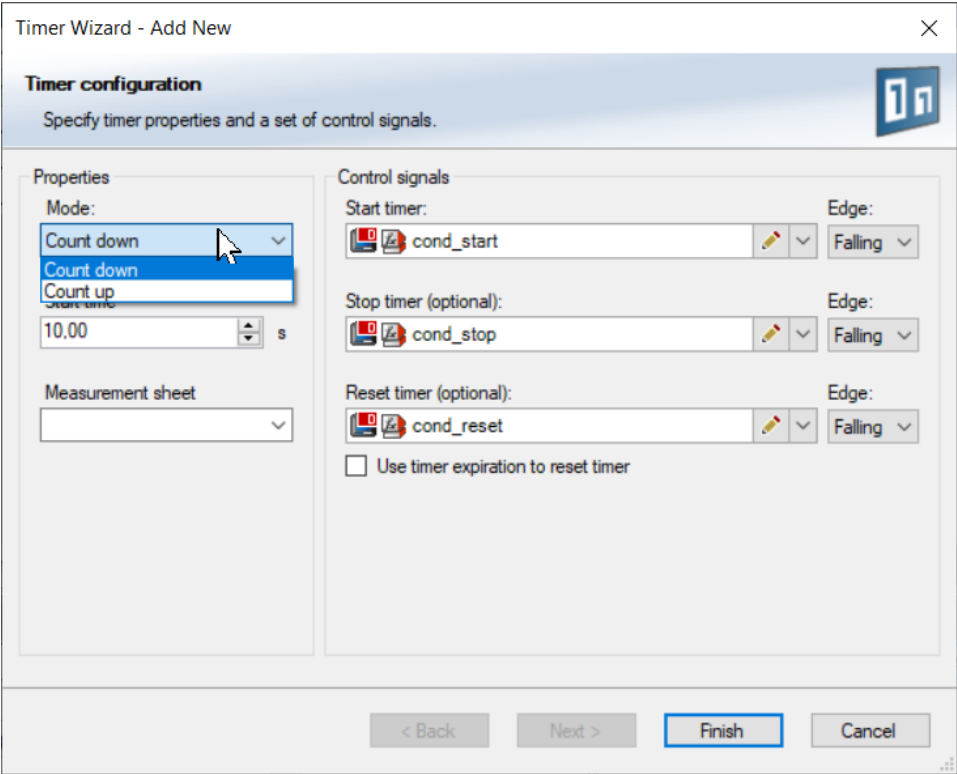 Timer Wizard - Add New
Timer configuration
Specify timer properties and a set of control signals.
Properties
Mode:
Count down
Count down
Count up
Start time
10,00 s
Measurement sheet
Control signals
Start timer: Edge:
cond_start Falling
Stop timer (optional): Edge:
cond_stop Falling
Reset timer (optional): Edge:
cond_reset Falling
Use timer expiration to reset timer
< Back Next > Finish Cancel